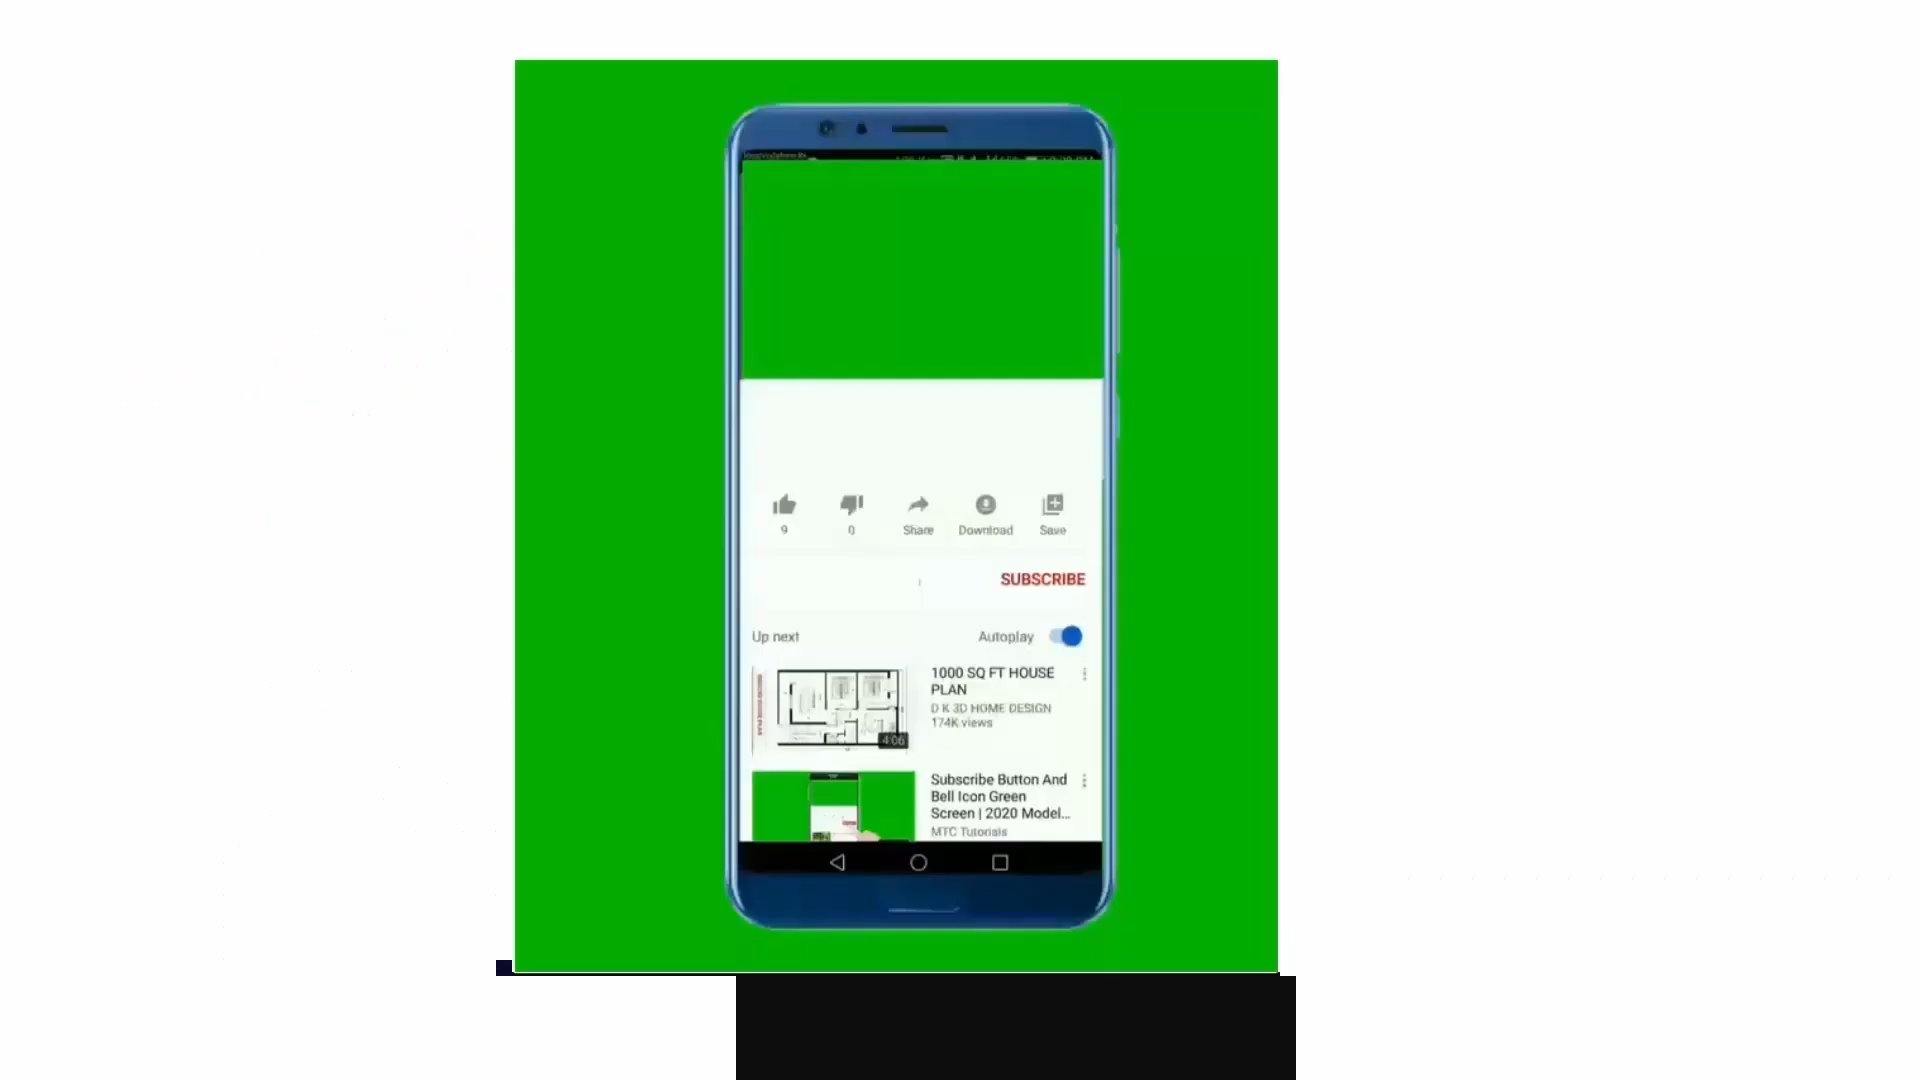 9
0
Share
Download
Save
SUBSCRIBE
Up next
Autoplay
1000 SQ FT HOUSE
PLAN
D K 3D HOME DESIGN
174K views
4:06
Subscribe Button And
Bell Icon Green
Screen | 2020 Model...
MTC Tutorials